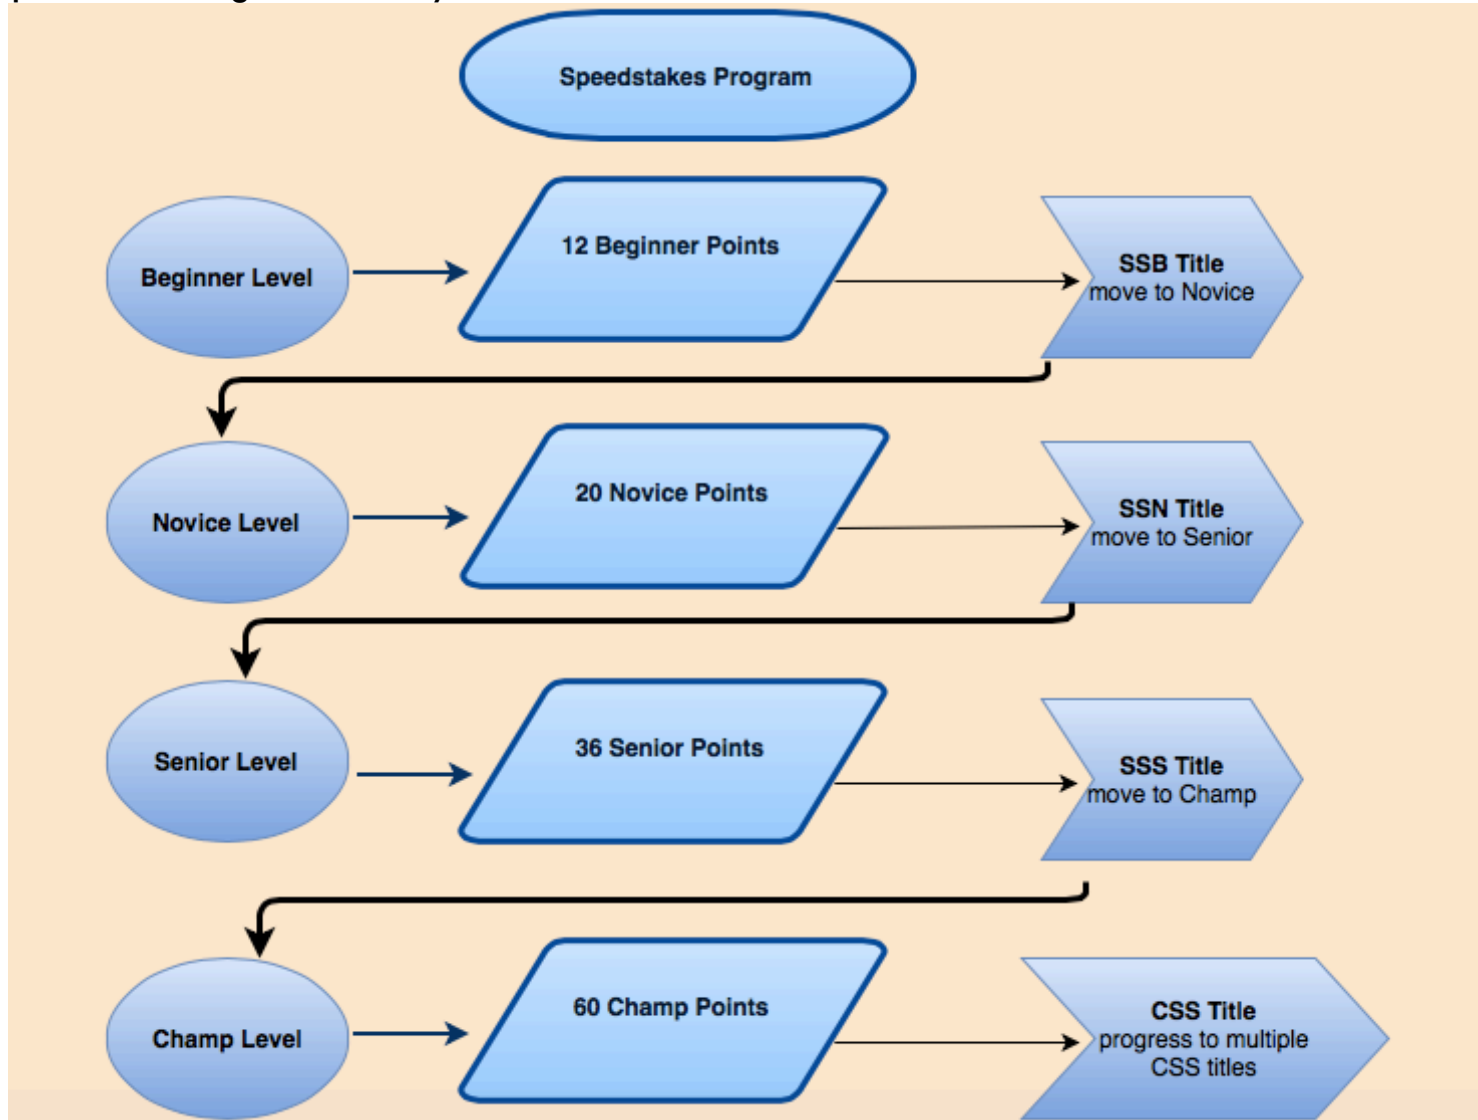 Speedstakes Program
Beginner Level
12 Beginner Points
SSB Title
move to Novice
Novice Level
20 Novice Points
SSN Title
move to Senior
Senior Level
36 Senior Points
SSS Title
move to Champ
Champ Level
60 Champ Points
CSS Title
progress to multiple
CSS titles